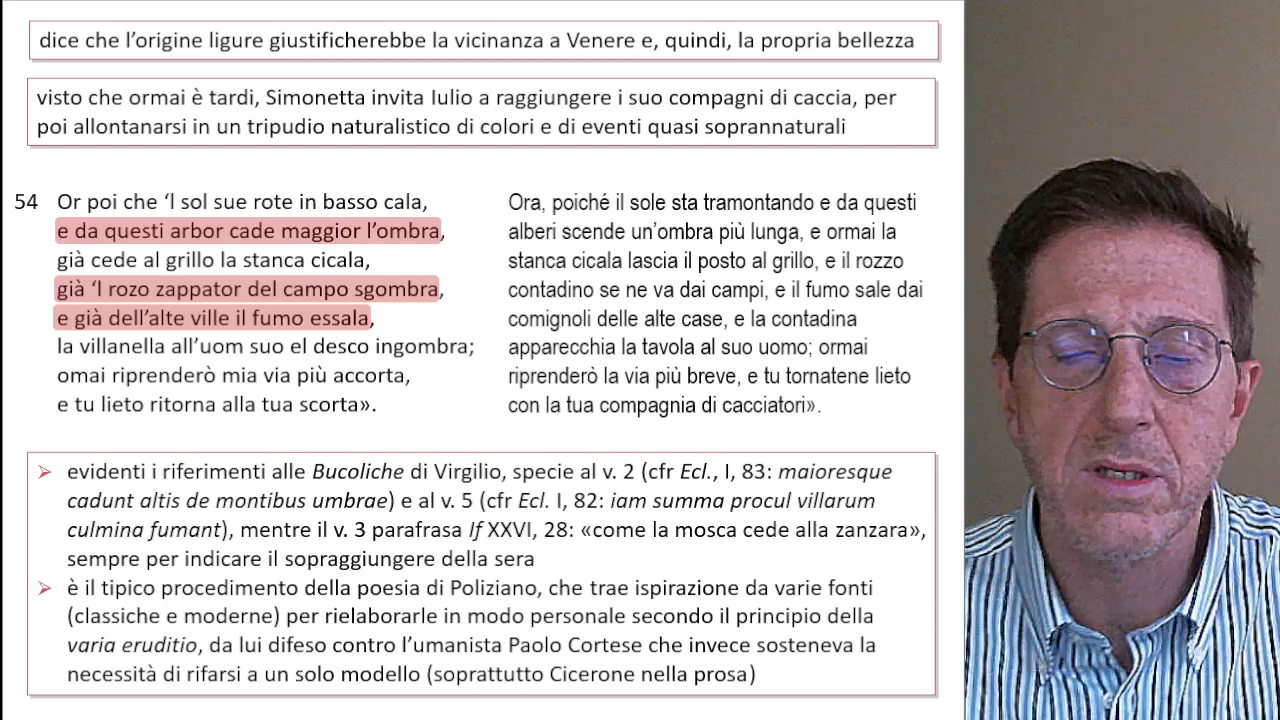 dice che l’origine ligure giustificherebbe la vicinanza a Venere e, quindi, la propria bellezza
visto che ormai è tardi, Simonetta invita Iulio a raggiungere i suo compagni di caccia, per
poi allontanarsi in un tripudio naturalistico di colori e di eventi quasi soprannaturali
54 Or poi che ‘l sol sue rote in basso cala,
e da questi arbor cade maggior l’ombra,
già cede al grillo la stanca cicala,
già ‘l rozo zappator del campo sgombra,
e già dell’alte ville il fumo essala,
la villanella all’uom suo el desco ingombra;
omai riprenderò mia via più accorta,
e tu lieto ritorna alla tua scorta».
Ora, poiché il sole sta tramontando e da questi
alberi scende un’ombra più lunga, e ormai la
stanca cicala lascia il posto al grillo, e il rozzo
contadino se ne va dai campi, e il fumo sale dai
comignoli delle alte case, e la contadina
apparecchia la tavola al suo uomo; ormai
riprenderò la via più breve, e tu tornatene lieto
con la tua compagnia di cacciatori».
evidenti i riferimenti alle Bucoliche di Virgilio, specie al v. 2 (cfr Ecl., I, 83: maioresque
cadunt altis de montibus umbrae) e al v. 5 (cfr Ecl. I, 82: iam summa procul villarum
culmina fumant), mentre il v. 3 parafrasa If XXVI, 28: «come la mosca cede alla zanzara»,
sempre per indicare il sopraggiungere della sera
è il tipico procedimento della poesia di Poliziano, che trae ispirazione da varie fonti
(classiche e moderne) per rielaborarle in modo personale secondo il principio della
varia eruditio, da lui difeso contro l’umanista Paolo Cortese che invece sosteneva la
necessità di rifarsi a un solo modello (soprattutto Cicerone nella prosa)